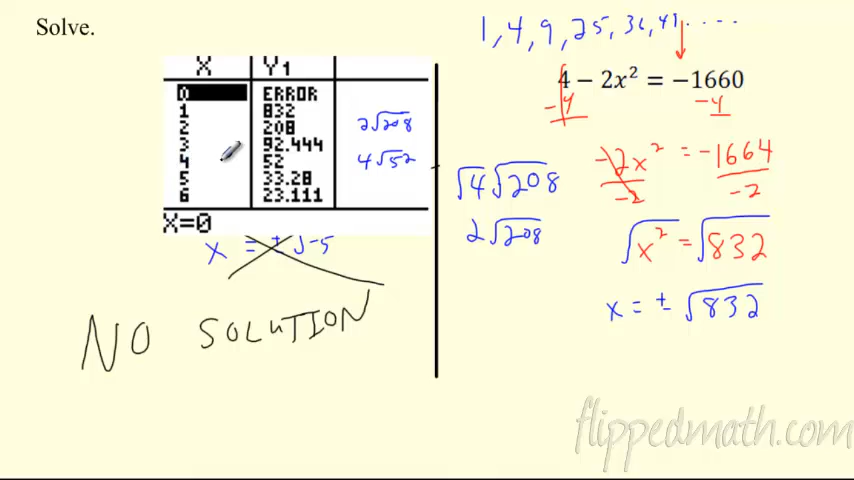 Solve.
1, 4, 9, 25, 36, 49 ....
4 − 2x² = −1660
−4 −4
X Y1
0 ERROR
1 832
2 208
3 92.444
4 52
5 33.28
6 23.111
X=0
2√208
4√52
√4 √208
2√208
−2x² = −1664
−2 −2
√x² = √832
x = ± √832
x = ± √−5
NO SOLUTION
flippedmath.com